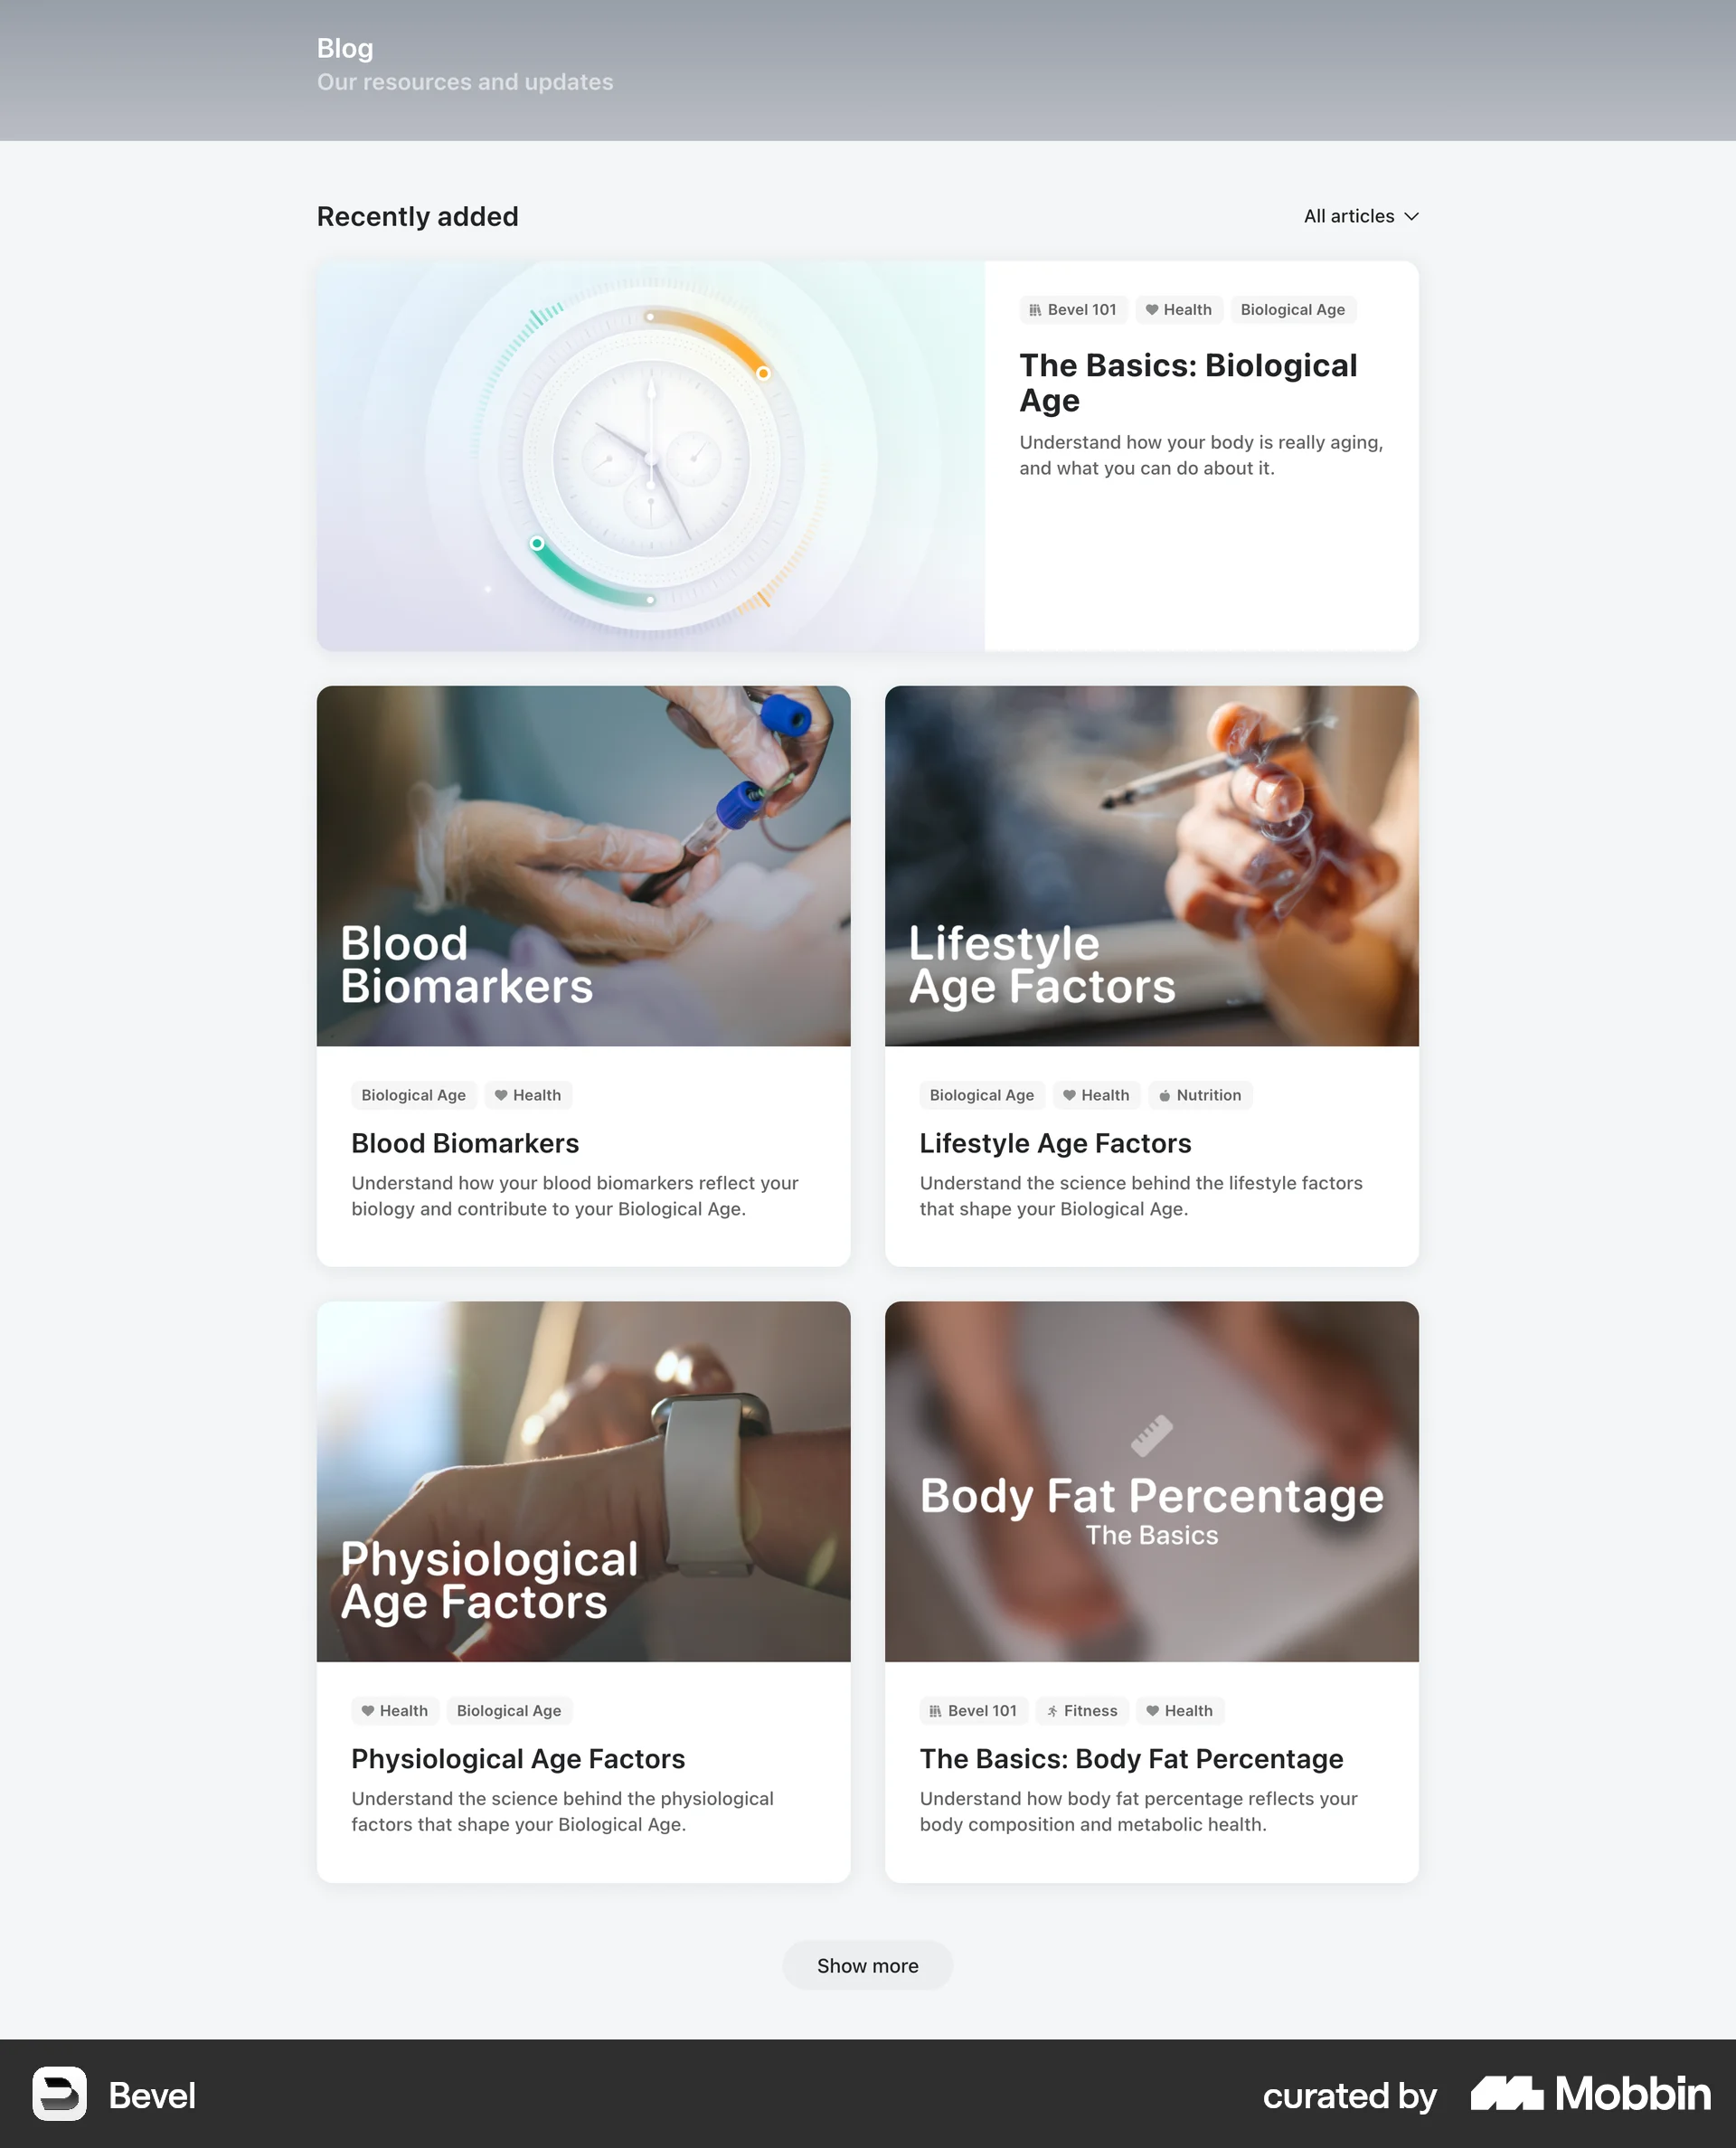 Blog
Our resources and updates
Recently added
All articles
Bevel 101
Health
Biological Age
The Basics: Biological
Age
Understand how your body is really aging,
and what you can do about it.
Blood
Biomarkers
Biological Age
Health
Blood Biomarkers
Understand how your blood biomarkers reflect your
biology and contribute to your Biological Age.
Lifestyle
Age Factors
Biological Age
Health
Nutrition
Lifestyle Age Factors
Understand the science behind the lifestyle factors
that shape your Biological Age.
Physiological
Age Factors
Health
Biological Age
Physiological Age Factors
Understand the science behind the physiological
factors that shape your Biological Age.
Body Fat Percentage
The Basics
Bevel 101
Fitness
Health
The Basics: Body Fat Percentage
Understand how body fat percentage reflects your
body composition and metabolic health.
Show more
Bevel
curated by
Mobbin